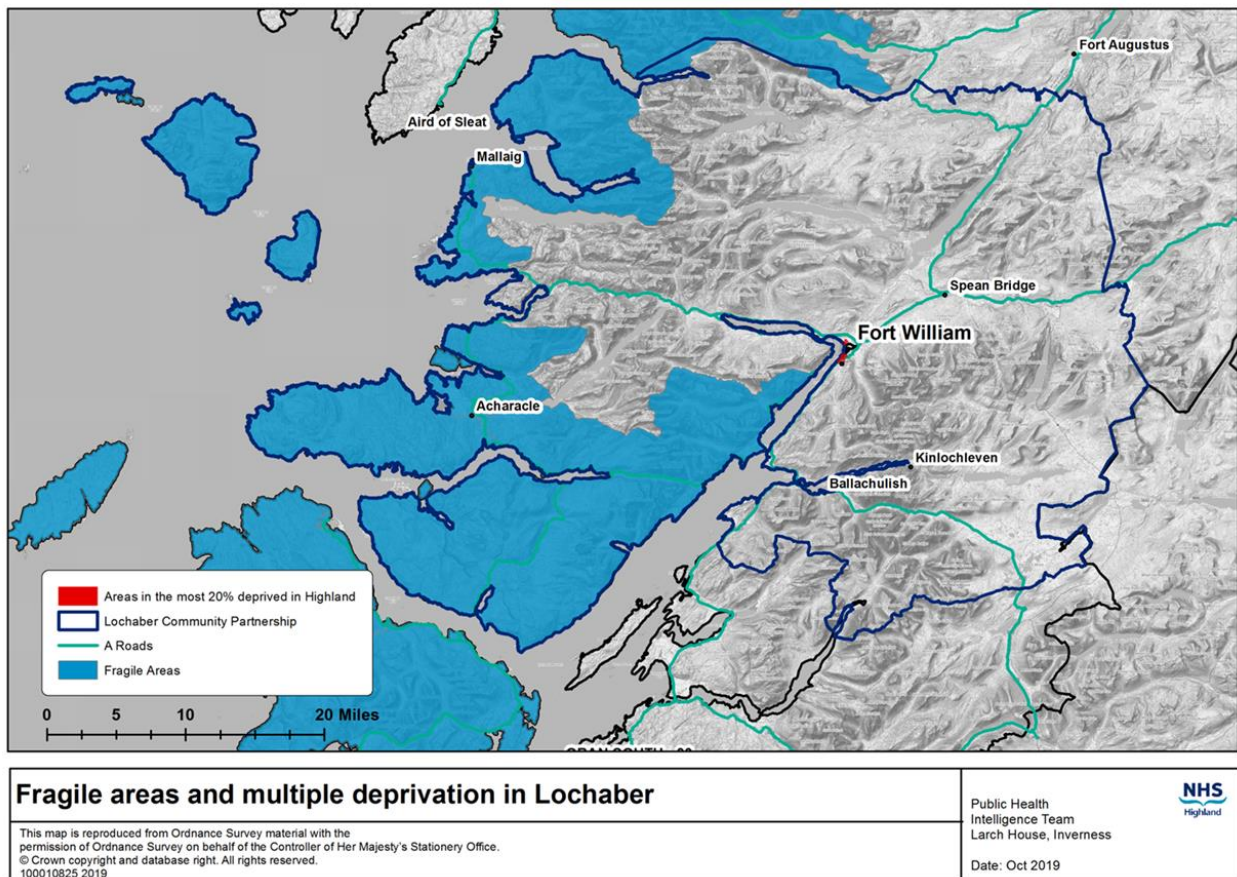 Fort Augustus
Aird of Sleat
Mallaig
Spean Bridge
Fort William
Acharacle
Kinlochleven
Ballachulish
Areas in the most 20% deprived in Highland
Lochaber Community Partnership
A Roads
Fragile Areas
0 5 10 20 Miles
Fragile areas and multiple deprivation in Lochaber
This map is reproduced from Ordnance Survey material with the
permission of Ordnance Survey on behalf of the Controller of Her Majesty's Stationery Office.
© Crown copyright and database right. All rights reserved.
100010825 2019
Public Health
Intelligence Team
Larch House, Inverness
Date: Oct 2019
NHS
Highland